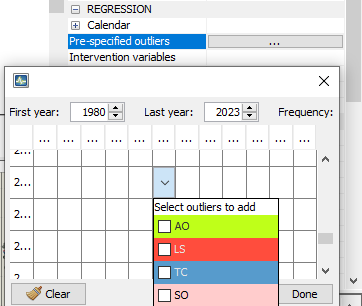 REGRESSION
Calendar
Pre-specified outliers ...
Intervention variables
First year: 1980 Last year: 2023 Frequency:
... ... ... ... ... ... ... ... ... ... ... ...
2...
2...
Select outliers to add
2... AO
2... LS
2... TC
2... SO
Clear Done